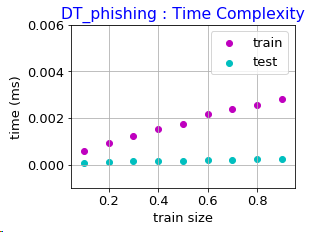 DT_phishing : Time Complexity
0.006
train
test
0.004
0.002
0.000
time (ms)
0.2 0.4 0.6 0.8
train size